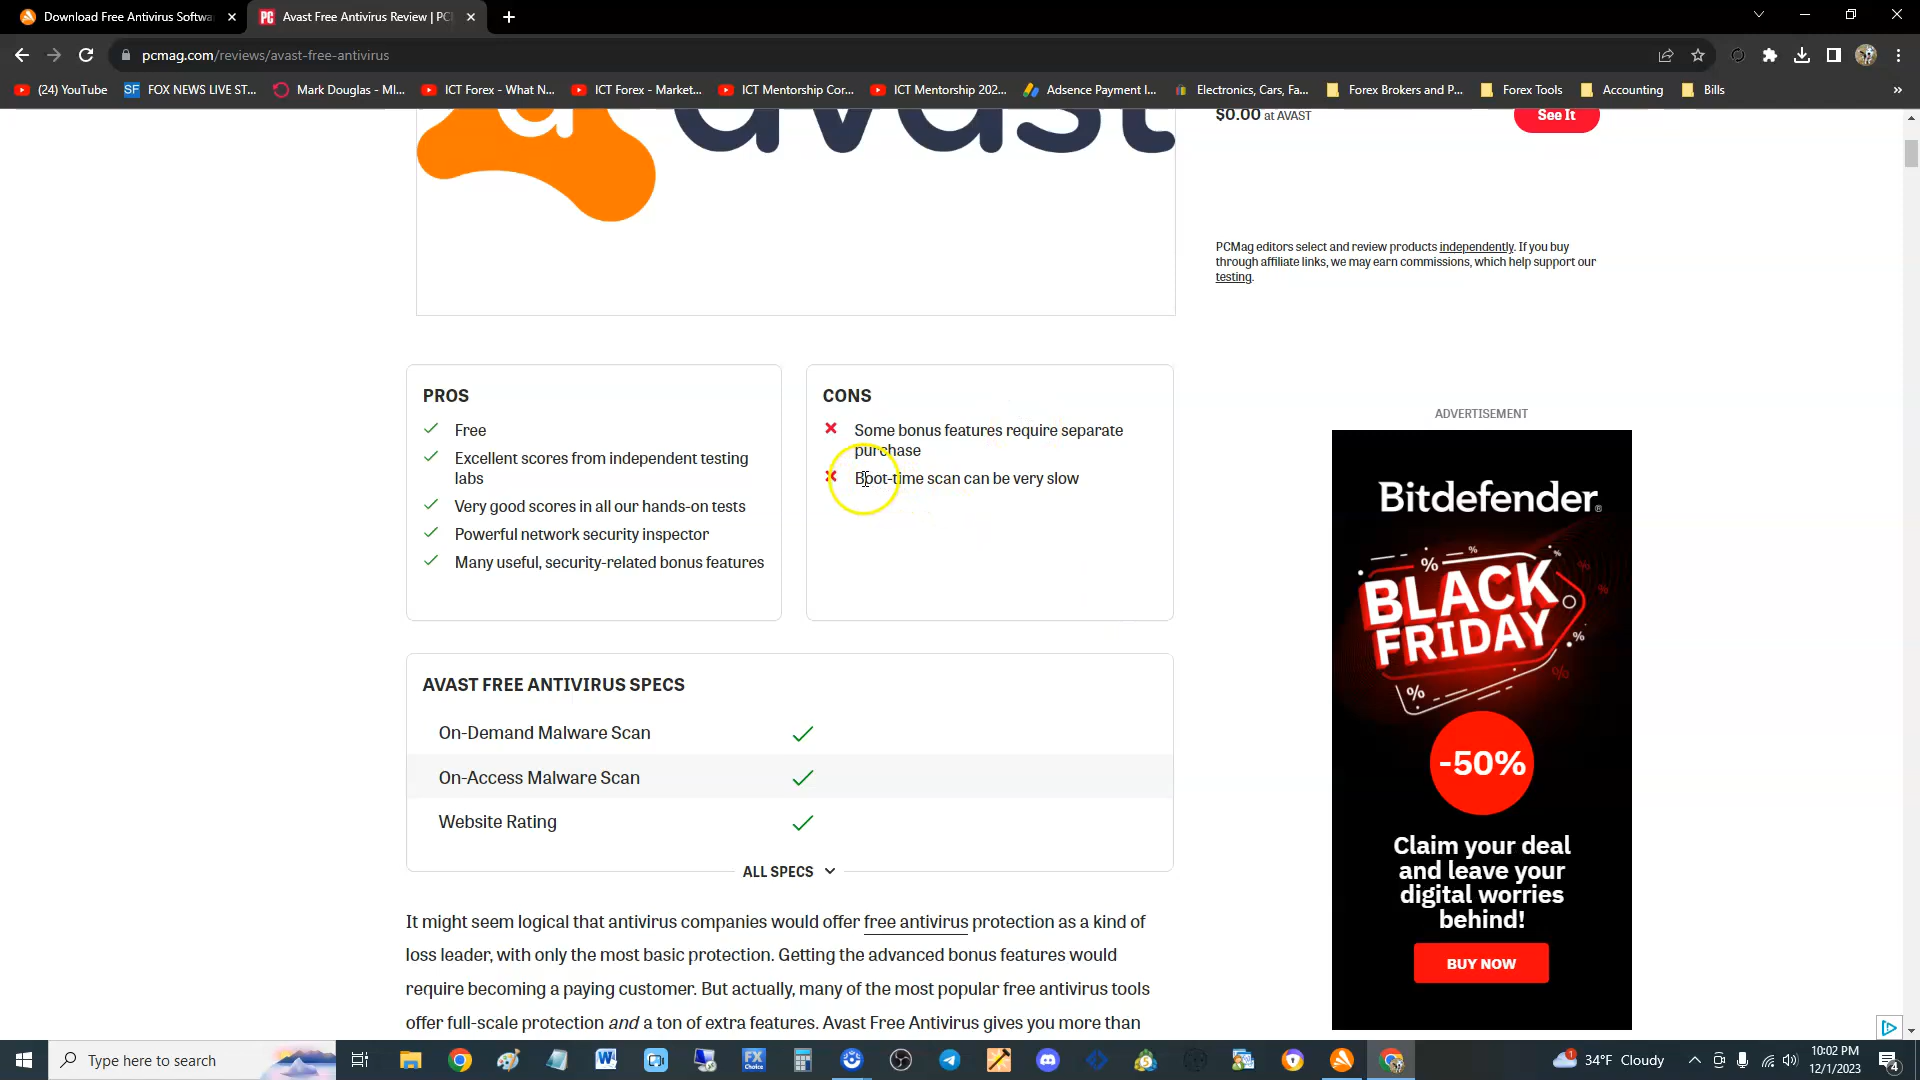 Download Free Antivirus Softwa
Avast Free Antivirus Review | PC
pcmag.com/reviews/avast-free-antivirus
(24) YouTube
SF FOX NEWS LIVE ST...
Mark Douglas - MI...
ICT Forex - What N...
ICT Forex - Market...
ICT Mentorship Cor...
ICT Mentorship 202...
Adsence Payment I...
Electronics, Cars, Fa...
Forex Brokers and P...
Forex Tools
Accounting
Bills
avast
$0.00 at AVAST
See It
PCMag editors select and review products independently. If you buy
through affiliate links, we may earn commissions, which help support our
testing.
PROS
Free
Excellent scores from independent testing
labs
Very good scores in all our hands-on tests
Powerful network security inspector
Many useful, security-related bonus features
CONS
Some bonus features require separate
purchase
Boot-time scan can be very slow
AVAST FREE ANTIVIRUS SPECS
On-Demand Malware Scan
On-Access Malware Scan
Website Rating
ALL SPECS
It might seem logical that antivirus companies would offer free antivirus protection as a kind of
loss leader, with only the most basic protection. Getting the advanced bonus features would
require becoming a paying customer. But actually, many of the most popular free antivirus tools
offer full-scale protection and a ton of extra features. Avast Free Antivirus gives you more than
ADVERTISEMENT
Bitdefender®
BLACK
FRIDAY
-50%
Claim your deal
and leave your
digital worries
behind!
BUY NOW
Type here to search
FX
Choice
34°F Cloudy
10:02 PM
12/1/2023
4